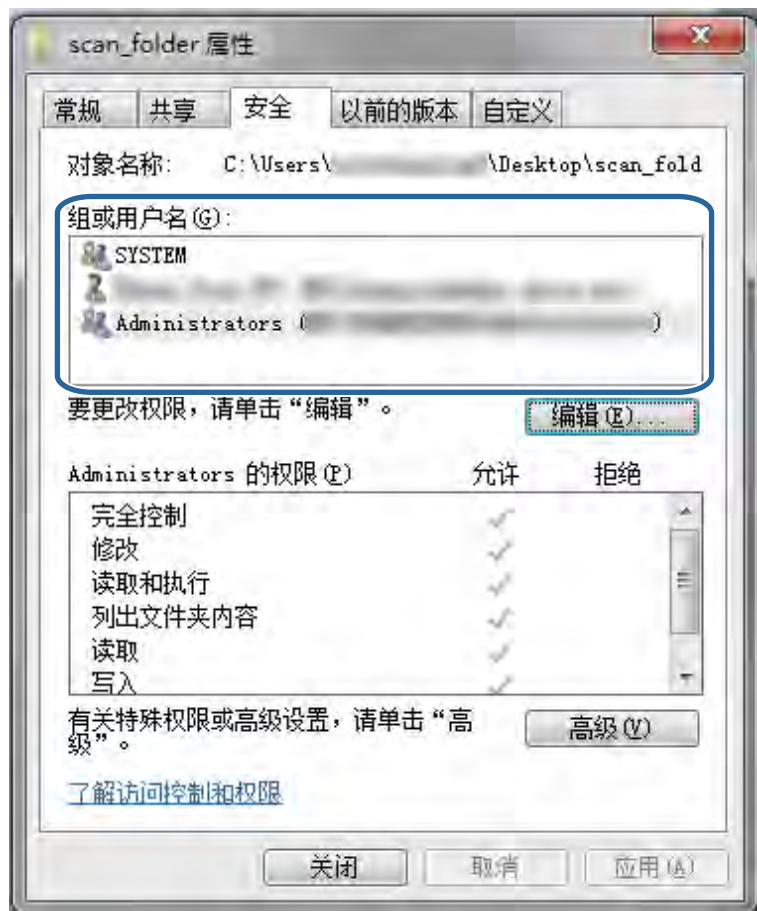 scan_folder 属性
常规 共享 安全 以前的版本 自定义
对象名称: C:\Users\ \Desktop\scan_fold
组或用户名(G):
SYSTEM
Administrators ( )
要更改权限，请单击“编辑”。 编辑(E)...
Administrators 的权限(P) 允许 拒绝
完全控制
修改
读取和执行
列出文件夹内容
读取
写入
有关特殊权限或高级设置，请单击“高
级”。 高级(V)
了解访问控制和权限
关闭 取消 应用(A)